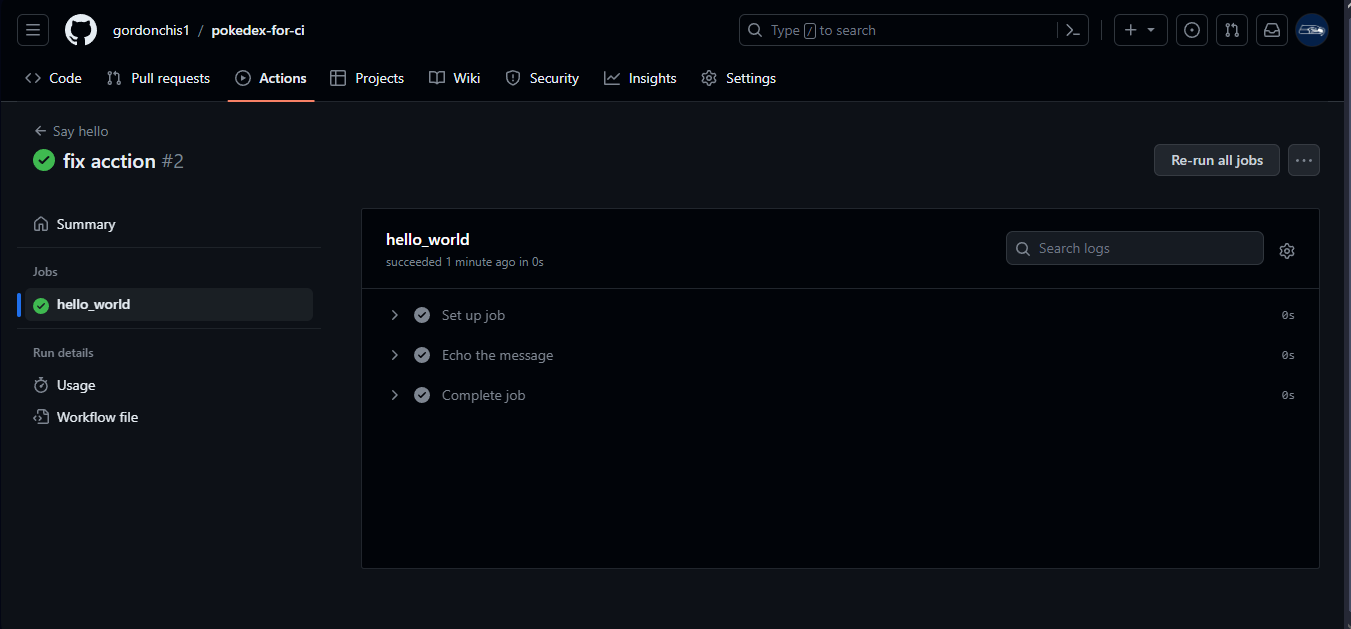 gordonchis1 / pokedex-for-ci
Type / to search
Code Pull requests Actions Projects Wiki Security Insights Settings
Say hello
fix acction #2
Re-run all jobs
Summary
Jobs
hello_world
Run details
Usage
Workflow file
hello_world
succeeded 1 minute ago in 0s
Search logs
Set up job 0s
Echo the message 0s
Complete job 0s